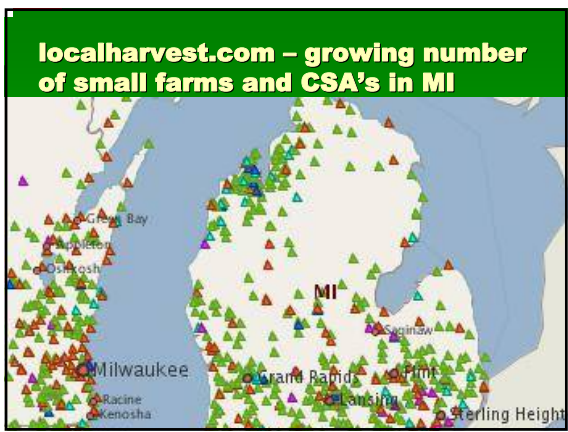 localharvest.com – growing number
of small farms and CSA's in MI
Green Bay
Appleton
Oshkosh
MI
Saginaw
Milwaukee
Grand Rapids
Flint
Racine
Lansing
Kenosha
Sterling Height